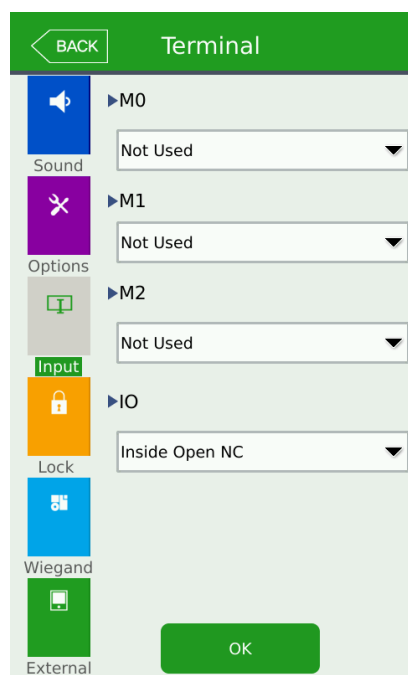 BACK
Terminal
Sound
Options
Input
Lock
Wiegand
External
M0
Not Used
M1
Not Used
M2
Not Used
IO
Inside Open NC
OK